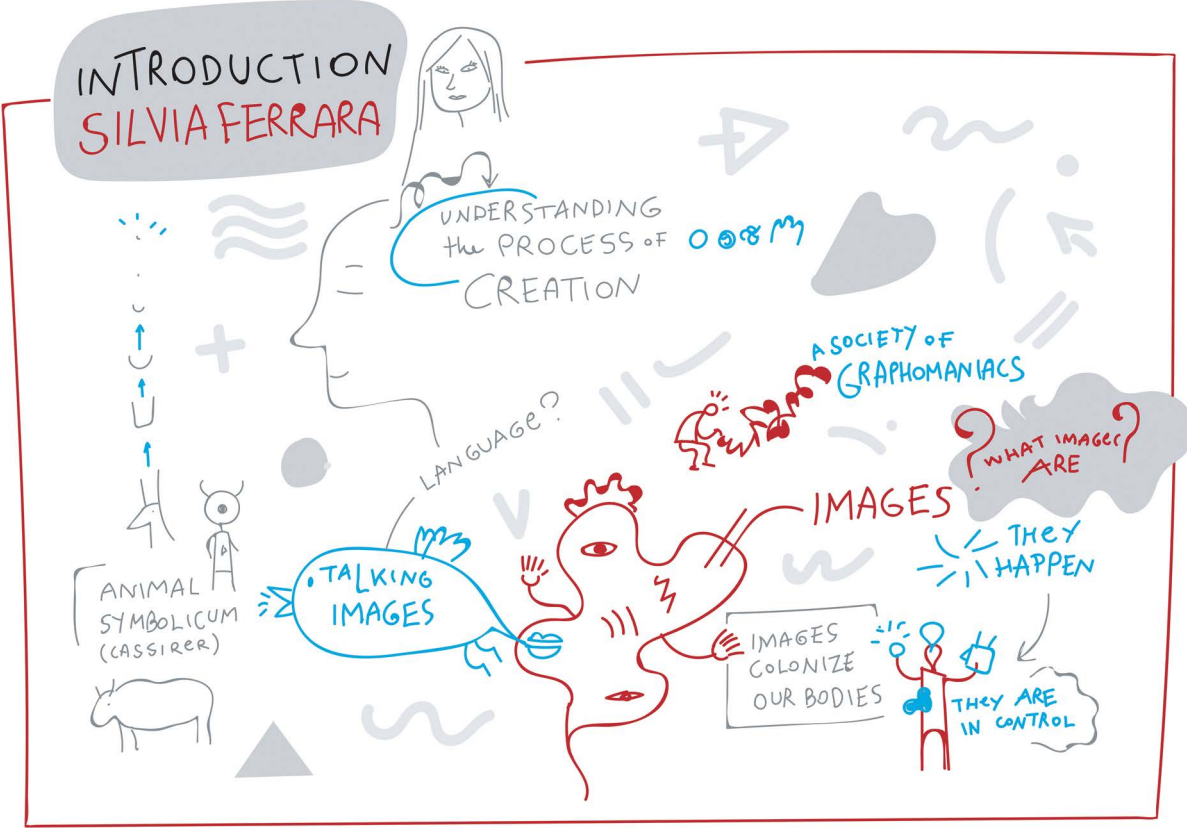 INTRODUCTION
SILVIA FERRARA
UNDERSTANDING
the PROCESS OF
CREATION
A SOCIETY OF
GRAPHOMANIACS
LANGUAGE?
? WHAT IMAGES ?
ARE
IMAGES
THEY
HAPPEN
TALKING
IMAGES
ANIMAL
SYMBOLICUM
(CASSIRER)
IMAGES
COLONIZE
OUR BODIES
THEY ARE
IN CONTROL